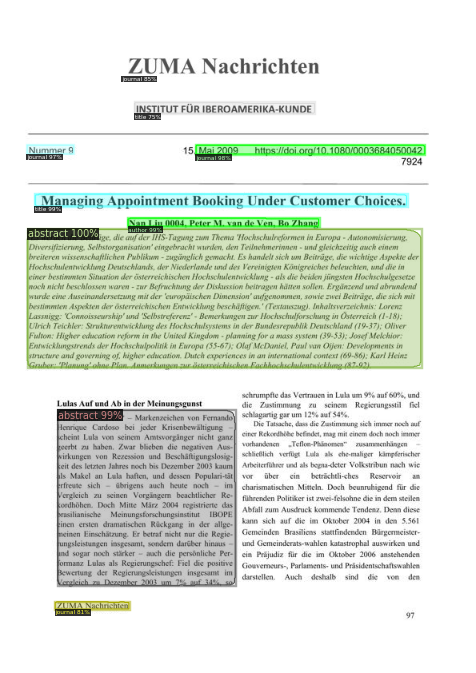 ZUMA Nachrichten
journal 85%
INSTITUT FÜR IBEROAMERIKA-KUNDE
title 75%
Nummer 9
journal 97%
15. Mai 2009 https://doi.org/10.1080/0003684050042
7924
journal 98%
Managing Appointment Booking Under Customer Choices.
title 99%
Nan Liu 0004, Peter M. van de Ven, Bo Zhang
author 99%
abstract 100%
die auf der IHS-Tagung zum Thema 'Hochschulreformen in Europa - Autonomisierung,
Diversifizierung, Selbstorganisation' eingebracht wurden, den TeilnehmerInnen - und gleichzeitig auch einem
breiteren wissenschaftlichen Publikum - zugänglich gemacht. Es handelt sich um Beiträge, die wichtige Aspekte der
Hochschulentwicklung Deutschlands, der Niederlande und des Vereinigten Königreiches beleuchten, und die in
einer bestimmten Situation der österreichischen Hochschulentwicklung - als die beiden jüngsten Hochschulgesetze
noch nicht beschlossen waren - zur Befruchtung der Diskussion beitragen hätten sollen. Ergänzend und abrundend
wurde eine Auseinandersetzung mit der 'europäischen Dimension' aufgenommen, sowie zwei Beiträge, die sich mit
bestimmten Aspekten der österreichischen Entwicklung beschäftigen.' (Textauszug). Inhaltsverzeichnis: Lorenz
Lassnigg: 'Connoisseurship' und 'Selbstreferenz' - Bemerkungen zur Hochschulforschung in Österreich (1-18);
Ulrich Teichler: Strukturentwicklung des Hochschulsystems in der Bundesrepublik Deutschland (19-37); Oliver
Fulton: Higher education reform in the United Kingdom - planning for a mass system (39-53); Josef Melchior:
Entwicklungstrends der Hochschulpolitik in Europa (55-67); Olaf McDaniel, Paul van Oijen: Developments in
structure and governing of, higher education. Dutch experiences in an international context (69-86); Karl Heinz
Gruber: 'Planung' ohne Plan. Anmerkungen zur österreichischen Fachhochschulentwicklung (87-92)
Lulas Auf und Ab in der Meinungsgunst
abstract 99%
– Markenzeichen von Fernando
Henrique Cardoso bei jeder Krisenbewältigung –
scheint Lula von seinem Amtsvorgänger nicht ganz
geerbt zu haben. Zwar blieben die negativen Aus-
wirkungen von Rezession und Beschäftigungslosig-
keit des letzten Jahres noch bis Dezember 2003 kaum
als Makel an Lula haften, und dessen Populari-tät
erfreute sich – übrigens auch heute noch – im
Vergleich zu seinen Vorgängern beachtlicher Re-
kordhöhen. Doch Mitte März 2004 registrierte das
brasilianische Meinungsforschungsinstitut IBOPE
einen ersten dramatischen Rückgang in der allge-
meinen Einschätzung. Er betraf nicht nur die Regie-
rungsleistungen insgesamt, sondern darüber hinaus –
und sogar noch stärker – auch die persönliche Per-
formanz Lulas als Regierungschef: Fiel die positive
Bewertung der Regierungsleistungen insgesamt im
Vergleich zu Dezember 2003 um 7% auf 34%, so
schrumpfte das Vertrauen in Lula um 9% auf 60%, und
die Zustimmung zu seinem Regierungsstil fiel
schlagartig gar um 12% auf 54%.
Die Tatsache, dass die Zustimmung sich immer noch auf
einer Rekordhöhe befindet, mag mit einem doch noch immer
vorhande-nen „Teflon-Phänomen” zusammenhängen –
schließlich verfügt Lula als ehe-maliger kämpferischer
Arbeiterführer und als begna-deter Volkstribun nach wie
vor über ein beträchtli-ches Reservoir an
charismatischen Mitteln. Doch beunruhigend für die
führenden Politiker ist zwei-felsohne die in dem steilen
Abfall zum Ausdruck kommende Tendenz. Denn diese
kann sich auf die im Oktober 2004 in den 5.561
Gemeinden Brasiliens stattfindenden Bürgermeister-
und Gemeinderats-wahlen katastrophal auswirken und
ein Präjudiz für die im Oktober 2006 anstehenden
Gouverneurs-, Parlaments- und Präsidentschaftswahlen
darstellen. Auch deshalb sind die von den
ZUMA Nachrichten
journal 81%
97